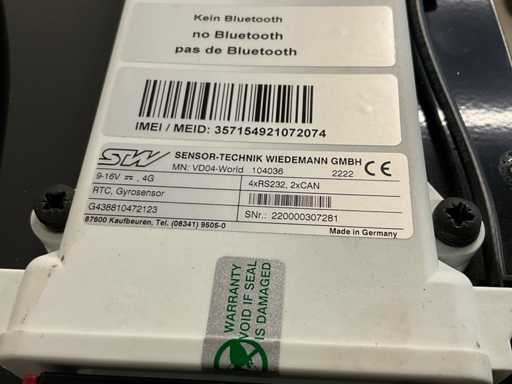 Kein Bluetooth
no Bluetooth
pas de Bluetooth
IMEI / MEID: 357154921072074
STW SENSOR-TECHNIK WIEDEMANN GMBH
MN: VD04-World 104036 2222 CE
9-16V ⎓ , 4G 4xRS232, 2xCAN
RTC, Gyrosensor
G438810472123 SNr.: 220000307281
87600 Kaufbeuren, Tel. (08341) 9505-0 Made in Germany
WARRANTY
VOID IF SEAL
IS DAMAGED